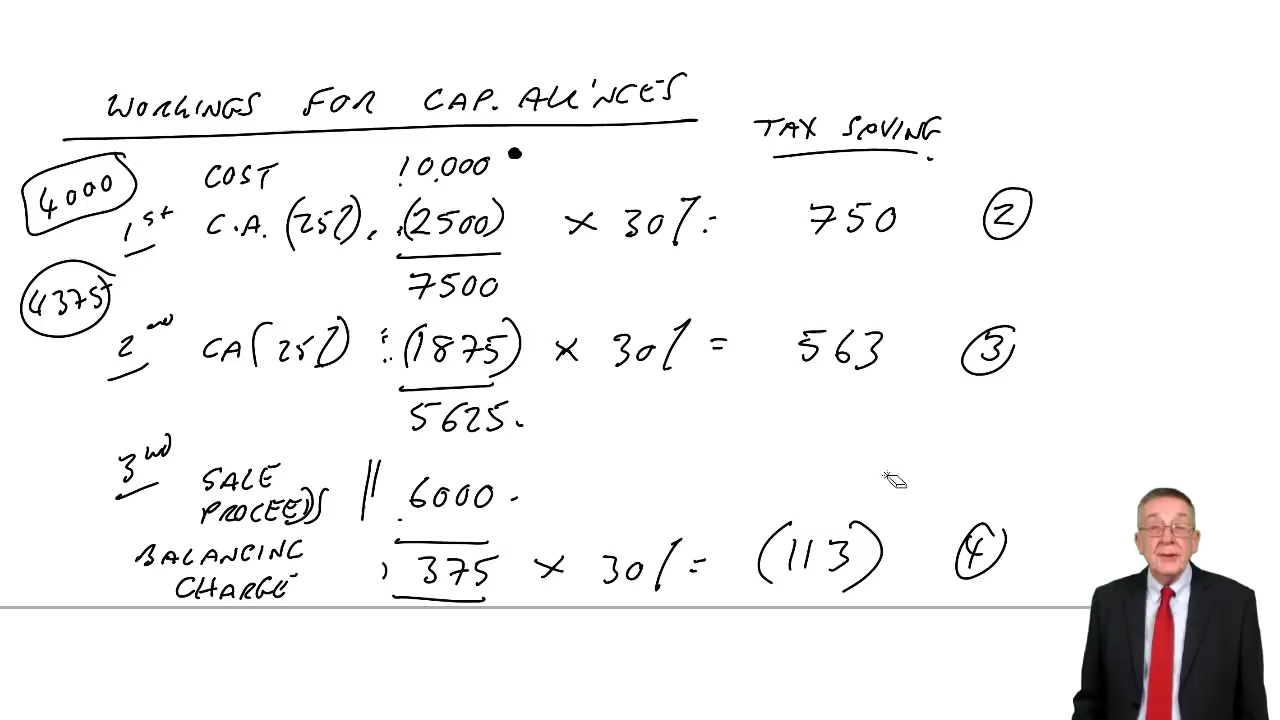 WORKINGS FOR CAP. ALL'NCES
TAX SAVING
4000
COST 10,000
1st C.A. (25%) (2500) × 30% = 750 (2)
7500
4375
2nd CA (25%) (1875) × 30% = 563 (3)
5625
3rd SALE PROCEEDS 6000
BALANCING CHARGE 375 × 30% = (113) (4)